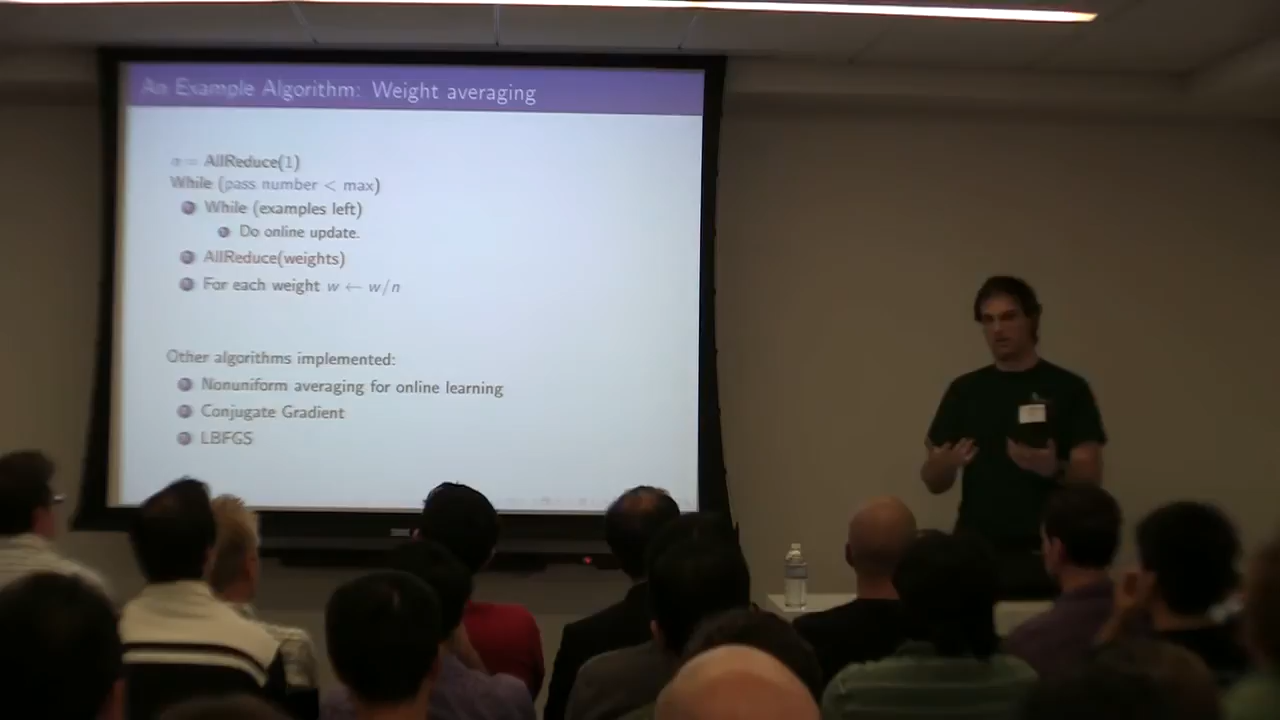 An Example Algorithm: Weight averaging
n = AllReduce(1)
While (pass number < max)
While (examples left)
Do online update.
AllReduce(weights)
For each weight w ← w/n
Other algorithms implemented:
Nonuniform averaging for online learning
Conjugate Gradient
LBFGS